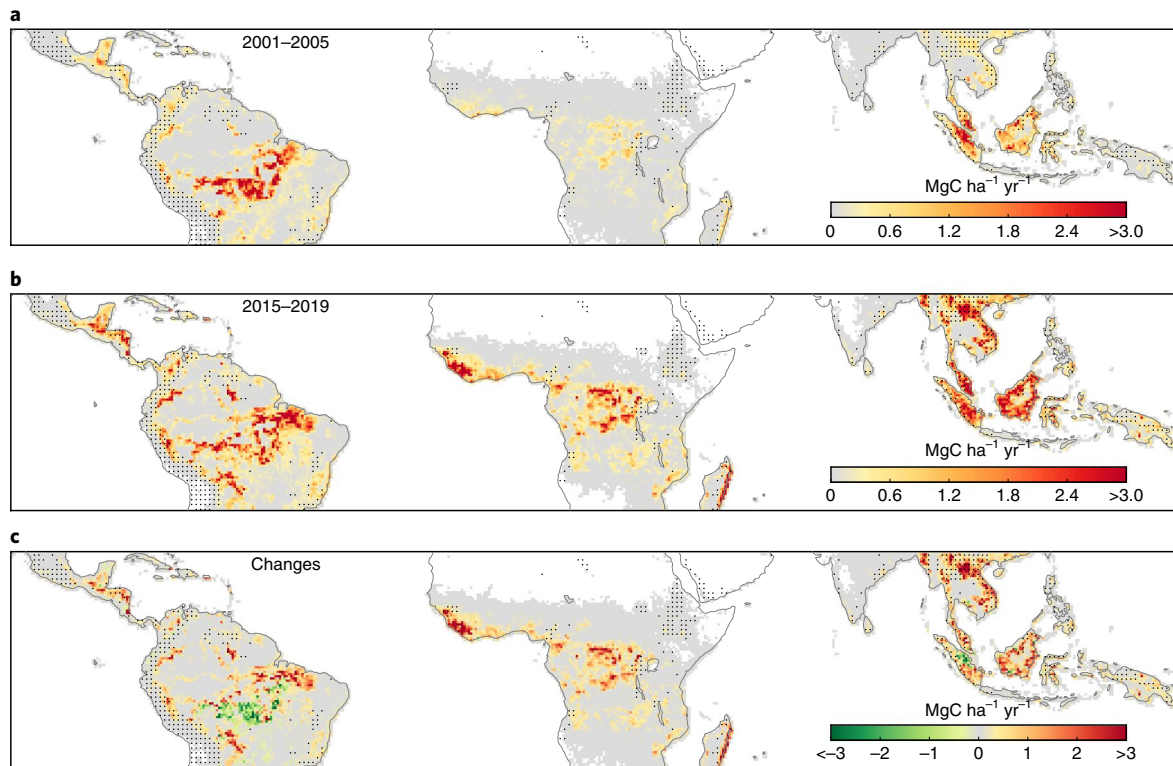 a
2001–2005
MgC ha⁻¹ yr⁻¹
0 0.6 1.2 1.8 2.4 >3.0
b
2015–2019
MgC ha⁻¹ yr⁻¹
0 0.6 1.2 1.8 2.4 >3.0
c
Changes
MgC ha⁻¹ yr⁻¹
<–3 –2 –1 0 1 2 >3